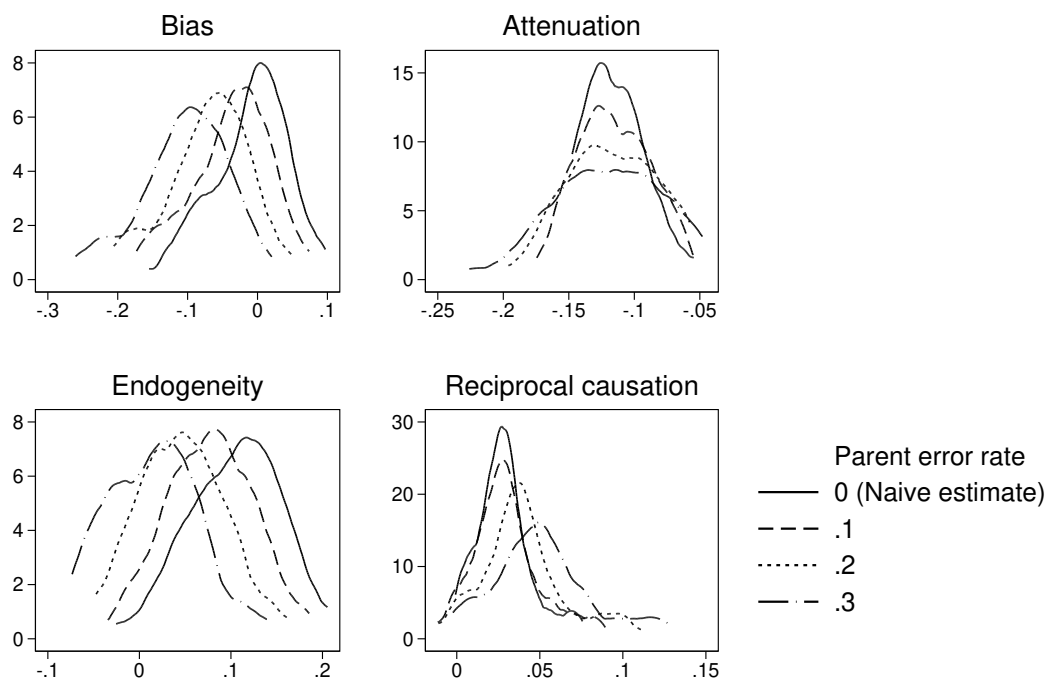 Bias
8
6
4
2
0
-.3 -.2 -.1 0 .1
Attenuation
15
10
5
0
-.25 -.2 -.15 -.1 -.05
Endogeneity
8
6
4
2
0
-.1 0 .1 .2
Reciprocal causation
30
20
10
0
0 .05 .1 .15
Parent error rate
0 (Naive estimate)
.1
.2
.3